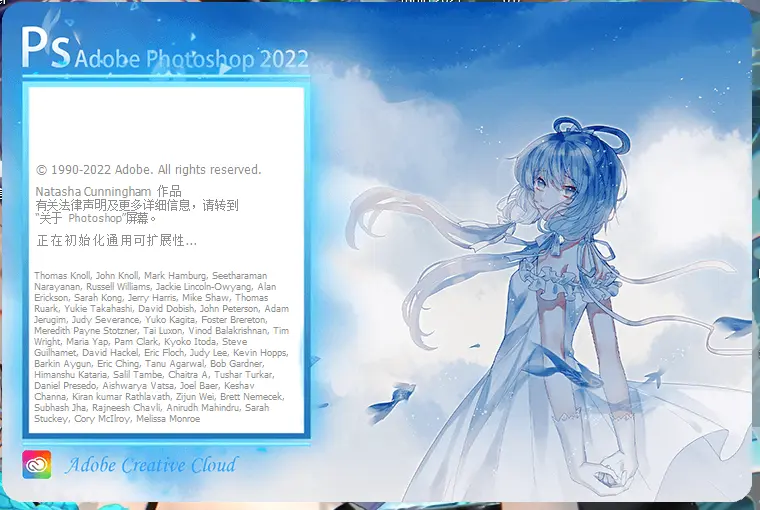 Ps Adobe Photoshop 2022
© 1990-2022 Adobe. All rights reserved.
Natasha Cunningham 作品
有关法律声明及更多详细信息，请转到
“关于 Photoshop”屏幕。
正在初始化通用可扩展性...
Thomas Knoll, John Knoll, Mark Hamburg, Seetharaman
Narayanan, Russell Williams, Jackie Lincoln-Owyang, Alan
Erickson, Sarah Kong, Jerry Harris, Mike Shaw, Thomas
Ruark, Yukie Takahashi, David Dobish, John Peterson, Adam
Jerugim, Judy Severance, Yuko Kagita, Foster Brereton,
Meredith Payne Stotzner, Tai Luxon, Vinod Balakrishnan, Tim
Wright, Maria Yap, Pam Clark, Kyoko Itoda, Steve
Guilhamet, David Hackel, Eric Floch, Judy Lee, Kevin Hopps,
Barkin Aygun, Eric Ching, Tanu Agarwal, Bob Gardner,
Himanshu Kataria, Salil Tambe, Chaitra A, Tushar Turkar,
Daniel Presedo, Aishwarya Vatsa, Joel Baer, Keshav
Channa, Kiran kumar Rathlavath, Zijun Wei, Brett Nemecek,
Subhash Jha, Rajneesh Chavli, Anirudh Mahindru, Sarah
Stuckey, Cory McIlroy, Melissa Monroe
Adobe Creative Cloud